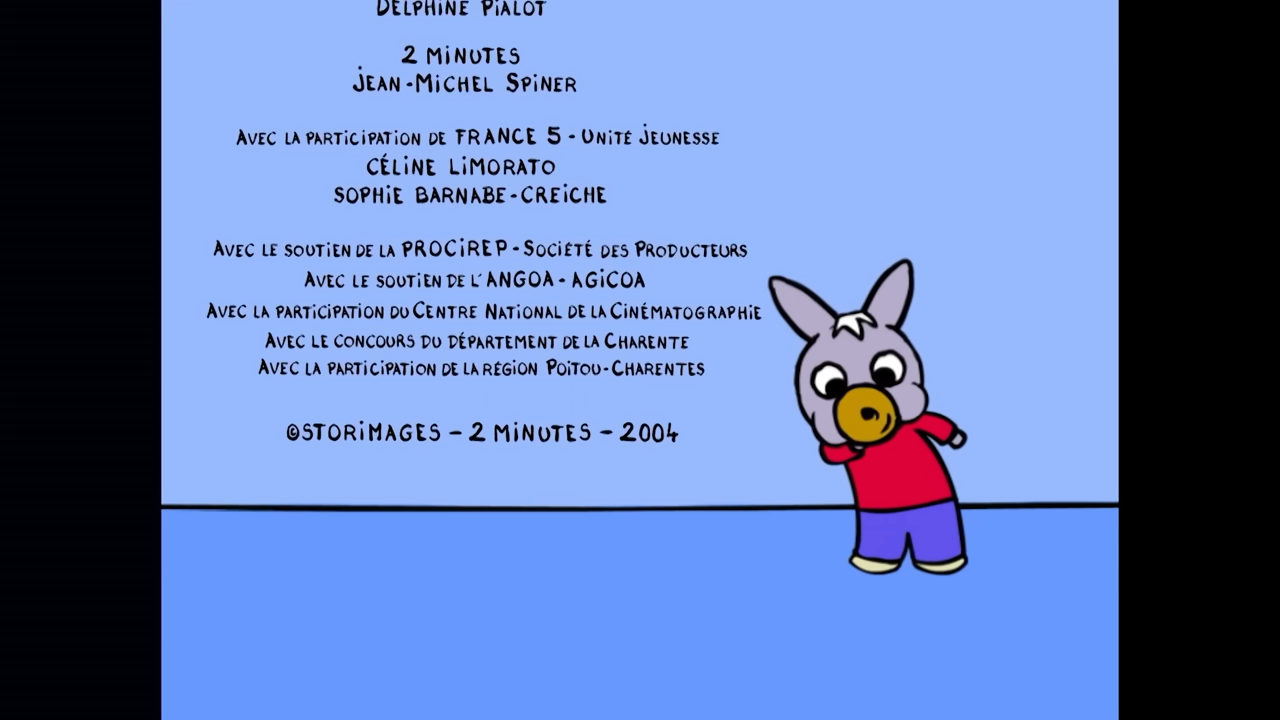 DELPHINE PIALOT
2 MINUTES
JEAN-MICHEL SPINER
AVEC LA PARTICIPATION DE FRANCE 5 - UNITÉ JEUNESSE
CÉLINE LIMORATO
SOPHIE BARNABE-CREICHE
AVEC LE SOUTIEN DE LA PROCIREP - SOCIÉTÉ DES PRODUCTEURS
AVEC LE SOUTIEN DE L'ANGOA - AGICOA
AVEC LA PARTICIPATION DU CENTRE NATIONAL DE LA CINÉMATOGRAPHIE
AVEC LE CONCOURS DU DÉPARTEMENT DE LA CHARENTE
AVEC LA PARTICIPATION DE LA RÉGION POITOU-CHARENTES
©STORIMAGES - 2 MINUTES - 2004